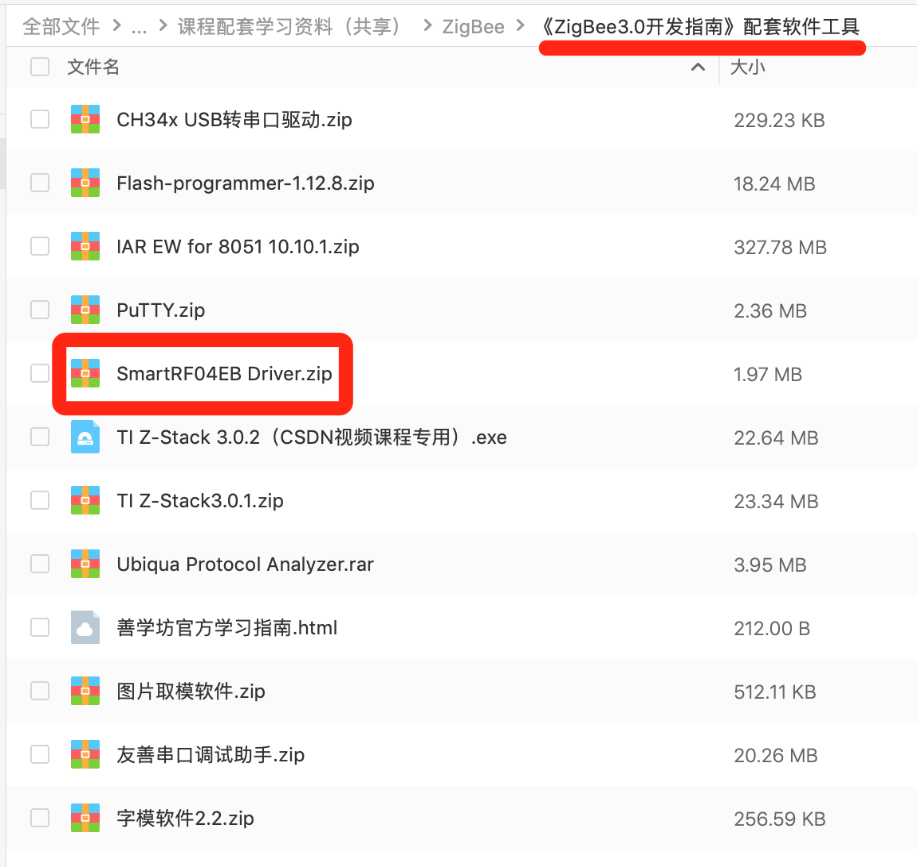 全部文件 > ... > 课程配套学习资料（共享） > ZigBee > 《ZigBee3.0开发指南》配套软件工具
文件名 大小
CH34x USB转串口驱动.zip 229.23 KB
Flash-programmer-1.12.8.zip 18.24 MB
IAR EW for 8051 10.10.1.zip 327.78 MB
PuTTY.zip 2.36 MB
SmartRF04EB Driver.zip 1.97 MB
TI Z-Stack 3.0.2（CSDN视频课程专用）.exe 22.64 MB
TI Z-Stack3.0.1.zip 23.34 MB
Ubiqua Protocol Analyzer.rar 3.95 MB
善学坊官方学习指南.html 212.00 B
图片取模软件.zip 512.11 KB
友善串口调试助手.zip 20.26 MB
字模软件2.2.zip 256.59 KB